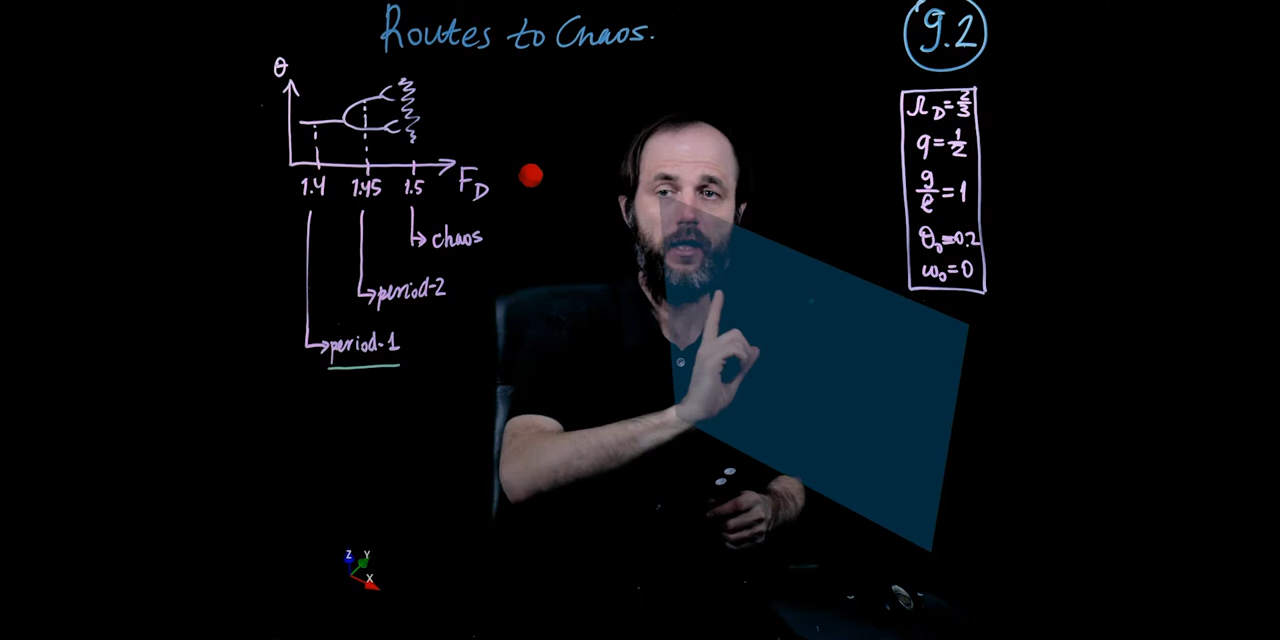 Routes to Chaos.
9.2
θ
1.4 1.45 1.5 F_D
chaos
period-2
period-1
Ω_D=2/3
q=1/2
g/ℓ=1
θ₀=0.2
ω₀=0
Z Y
X